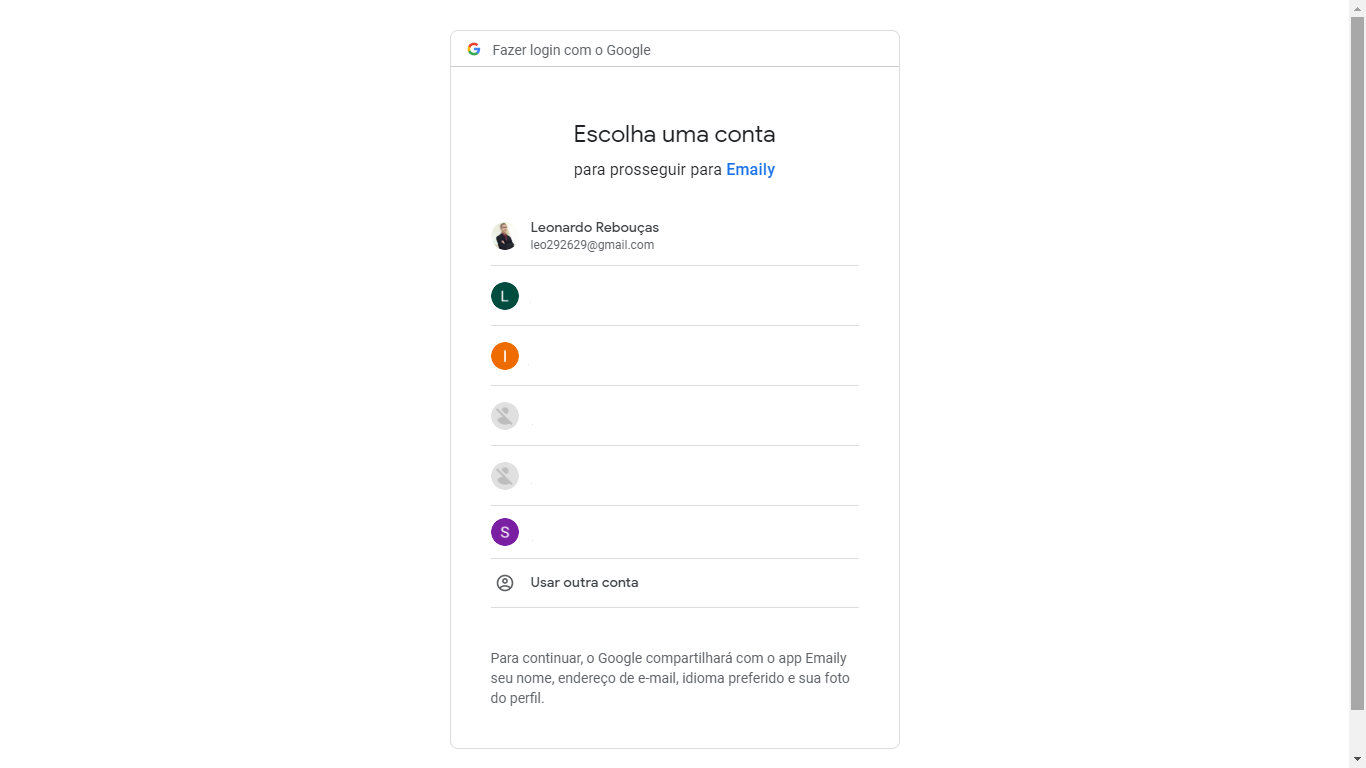 Fazer login com o Google
Escolha uma conta
para prosseguir para Emaily
Leonardo Rebouças
leo292629@gmail.com
L
I
S
Usar outra conta
Para continuar, o Google compartilhará com o app Emaily
seu nome, endereço de e-mail, idioma preferido e sua foto
do perfil.